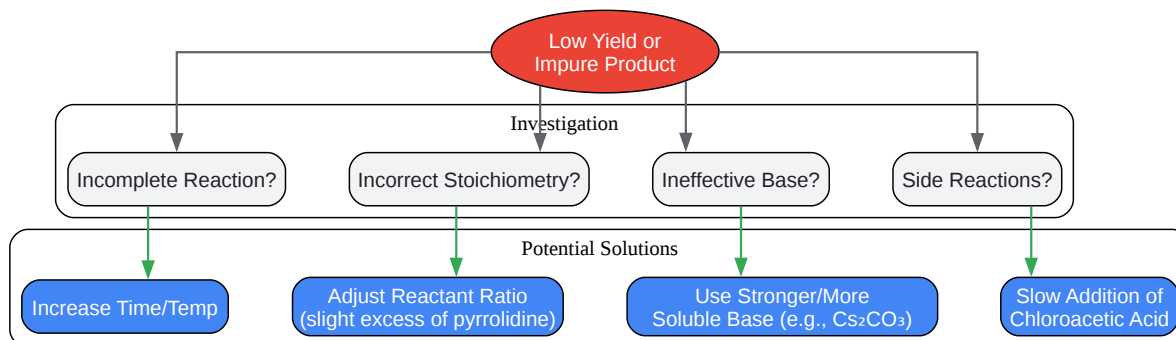 Low Yield or
Impure Product
Investigation
Incomplete Reaction?
Incorrect Stoichiometry?
Ineffective Base?
Side Reactions?
Potential Solutions
Increase Time/Temp
Adjust Reactant Ratio
(slight excess of pyrrolidine)
Use Stronger/More
Soluble Base (e.g., Cs₂CO₃)
Slow Addition of
Chloroacetic Acid